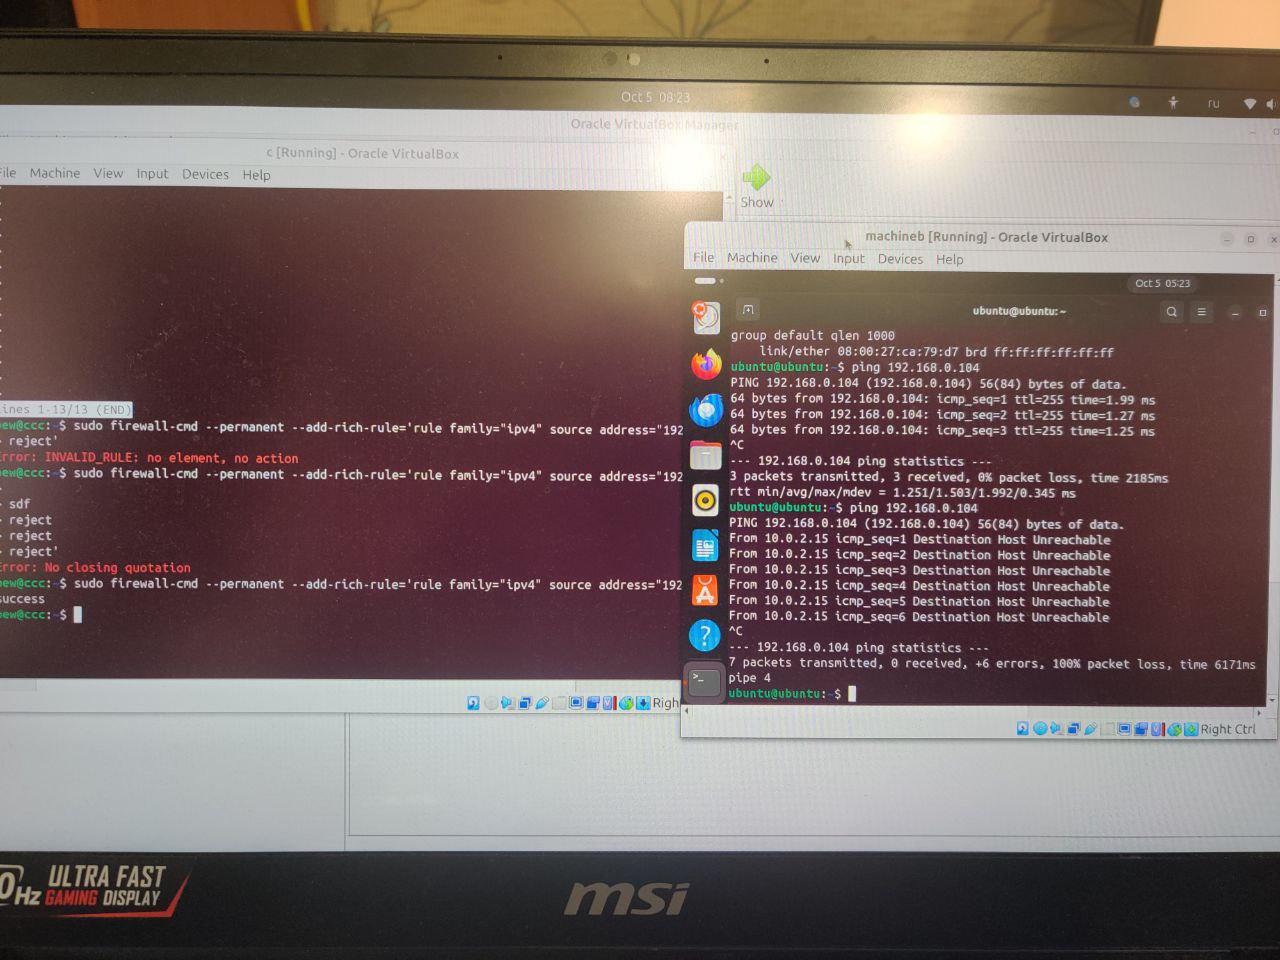 Oct 5 08:23
ru
Oracle VirtualBox Manager
c [Running] - Oracle VirtualBox
File Machine View Input Devices Help
Show
lines 1-13/13 (END)
ew@ccc:~$ sudo firewall-cmd --permanent --add-rich-rule='rule family="ipv4" source address="192
> reject'
Error: INVALID_RULE: no element, no action
ew@ccc:~$ sudo firewall-cmd --permanent --add-rich-rule='rule family="ipv4" source address="192
>
> sdf
> reject
> reject
> reject'
Error: No closing quotation
ew@ccc:~$ sudo firewall-cmd --permanent --add-rich-rule='rule family="ipv4" source address="192
success
ew@ccc:~$
Righ
machineb [Running] - Oracle VirtualBox
File Machine View Input Devices Help
Oct 5 05:23
ubuntu@ubuntu: ~
group default qlen 1000
link/ether 08:00:27:ca:79:d7 brd ff:ff:ff:ff:ff:ff
ubuntu@ubuntu:~$ ping 192.168.0.104
PING 192.168.0.104 (192.168.0.104) 56(84) bytes of data.
64 bytes from 192.168.0.104: icmp_seq=1 ttl=255 time=1.99 ms
64 bytes from 192.168.0.104: icmp_seq=2 ttl=255 time=1.27 ms
64 bytes from 192.168.0.104: icmp_seq=3 ttl=255 time=1.25 ms
^C
--- 192.168.0.104 ping statistics ---
3 packets transmitted, 3 received, 0% packet loss, time 2185ms
rtt min/avg/max/mdev = 1.251/1.503/1.992/0.345 ms
ubuntu@ubuntu:~$ ping 192.168.0.104
PING 192.168.0.104 (192.168.0.104) 56(84) bytes of data.
From 10.0.2.15 icmp_seq=1 Destination Host Unreachable
From 10.0.2.15 icmp_seq=2 Destination Host Unreachable
From 10.0.2.15 icmp_seq=3 Destination Host Unreachable
From 10.0.2.15 icmp_seq=4 Destination Host Unreachable
From 10.0.2.15 icmp_seq=5 Destination Host Unreachable
From 10.0.2.15 icmp_seq=6 Destination Host Unreachable
^C
--- 192.168.0.104 ping statistics ---
7 packets transmitted, 0 received, +6 errors, 100% packet loss, time 6171ms
pipe 4
ubuntu@ubuntu:~$
Right Ctrl
0Hz ULTRA FAST
GAMING DISPLAY
msi